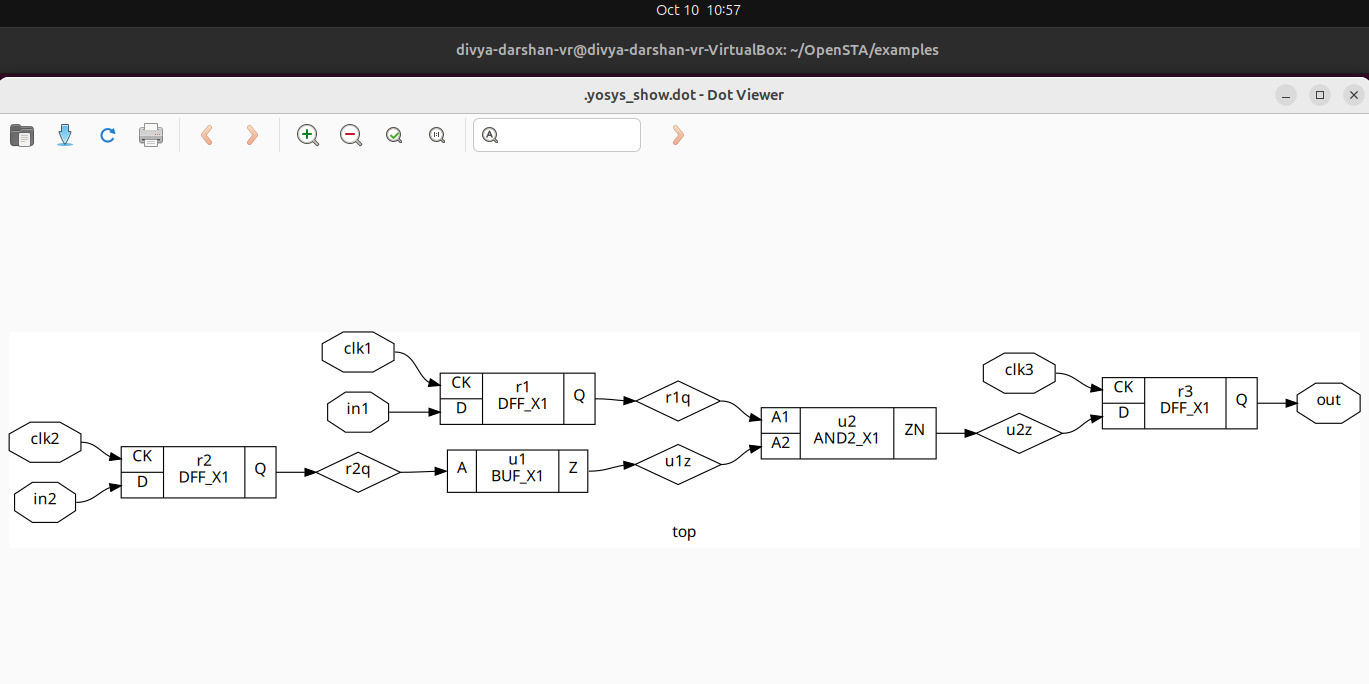 Oct 10 10:57
divya-darshan-vr@divya-darshan-vr-VirtualBox: ~/OpenSTA/examples
.yosys_show.dot - Dot Viewer
A
clk1
in1
CK
D
r1
DFF_X1
Q
r1q
clk2
in2
CK
D
r2
DFF_X1
Q
r2q
A
u1
BUF_X1
Z
u1z
A1
A2
u2
AND2_X1
ZN
u2z
clk3
CK
D
r3
DFF_X1
Q
out
top